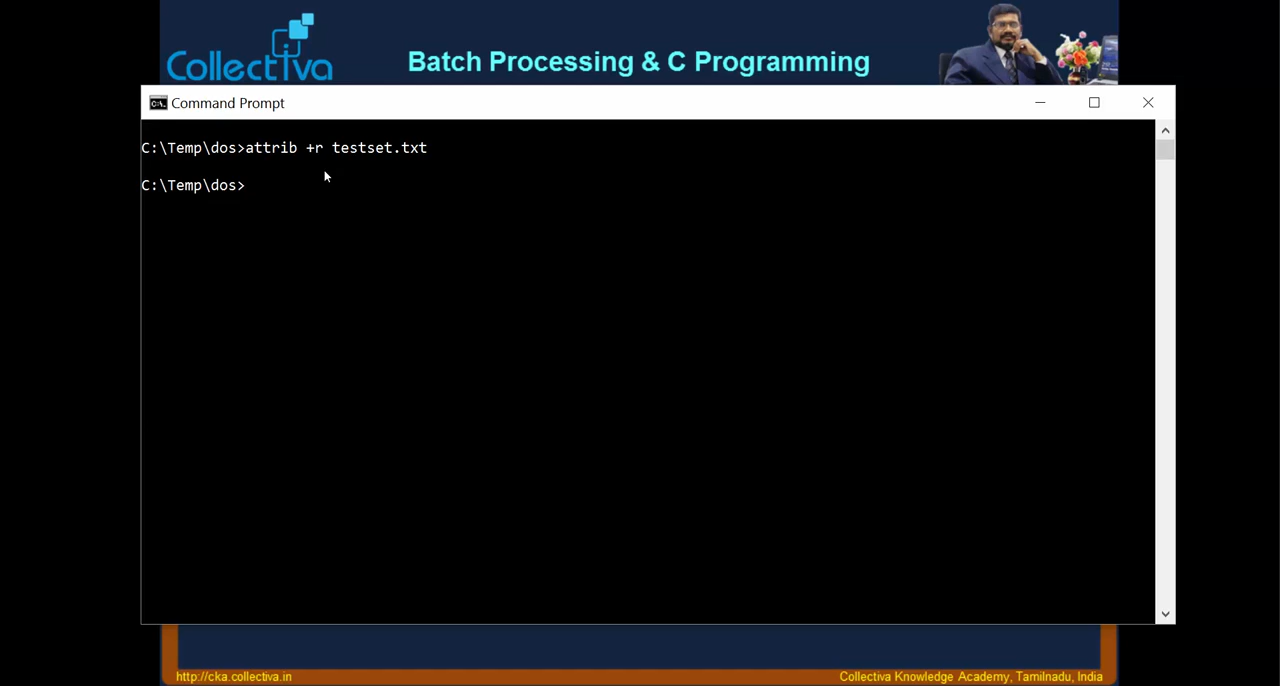 Collectiva
Batch Processing & C Programming
Command Prompt
C:\Temp\dos>attrib +r testset.txt
C:\Temp\dos>
http://cka.collectiva.in
Collectiva Knowledge Academy, Tamilnadu, India